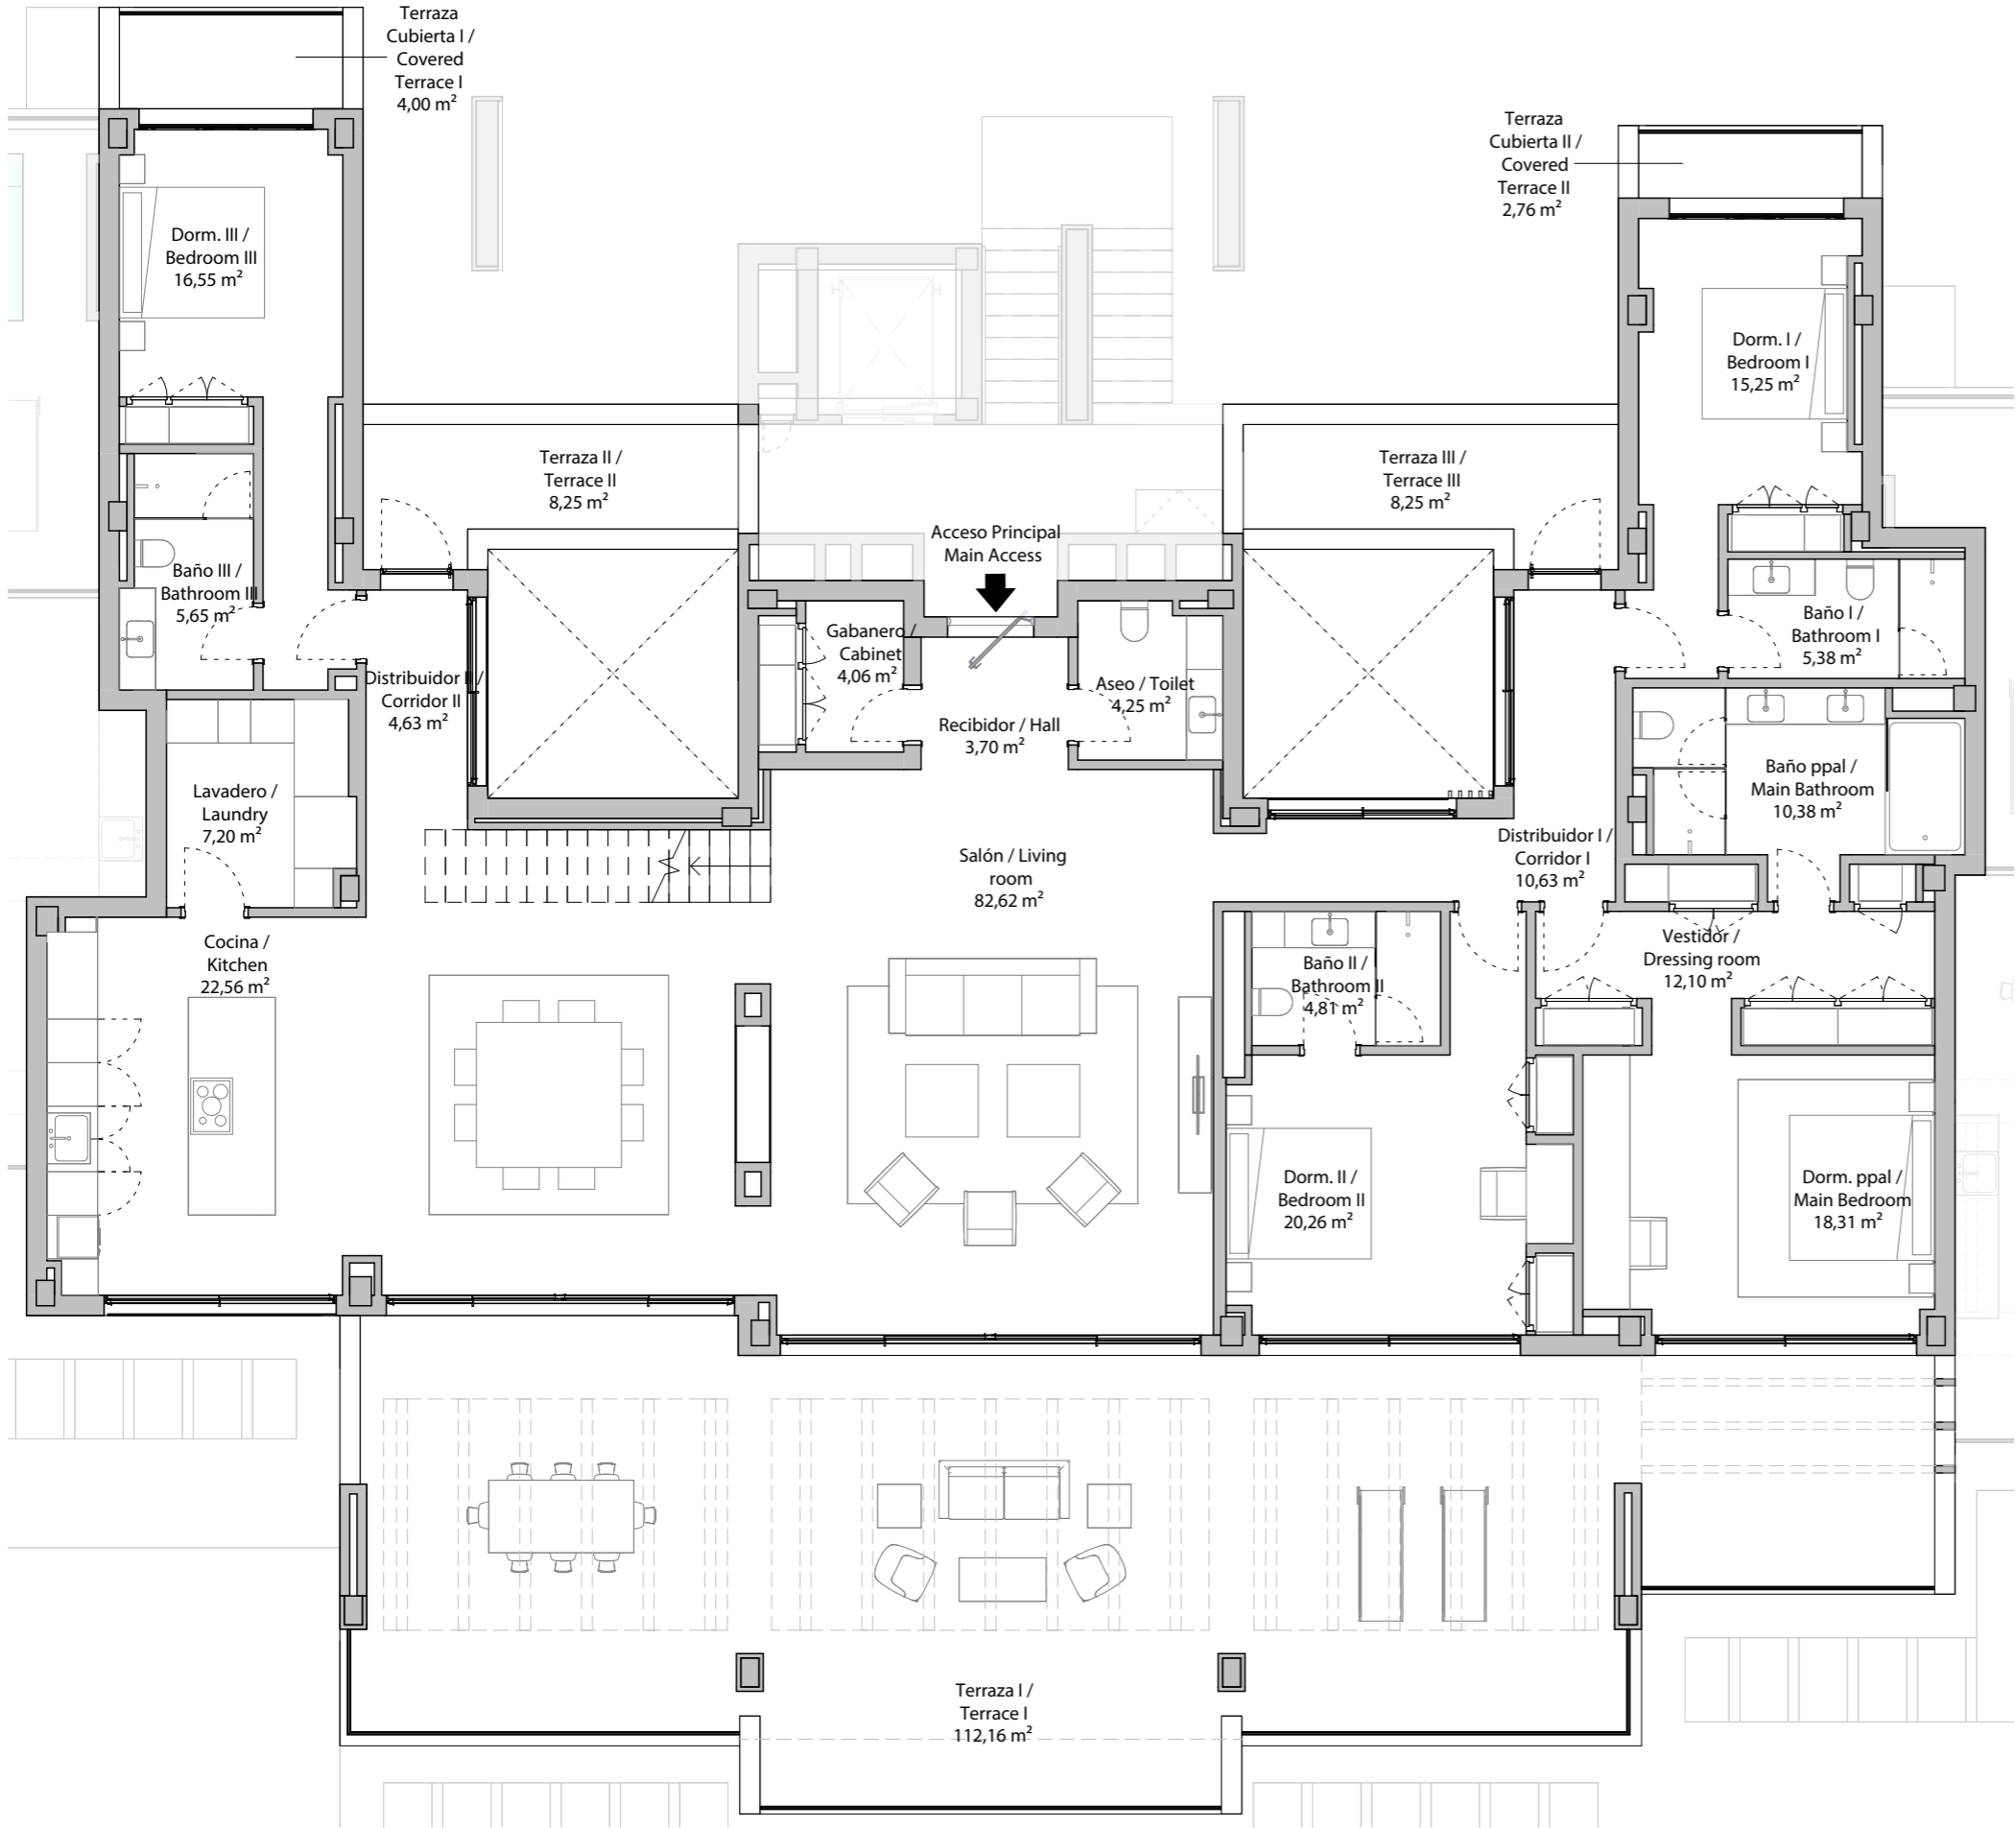 Terraza
Cubierta I /
Covered
Terrace I
4,00 m²
Terraza
Cubierta II /
Covered
Terrace II
2,76 m²
Dorm. III /
Bedroom III
16,55 m²
Dorm. I /
Bedroom I
15,25 m²
Terraza II /
Terrace II
8,25 m²
Terraza III /
Terrace III
8,25 m²
Acceso Principal
Main Access
Baño III /
Bathroom III
5,65 m²
Gabanero /
Cabinet
4,06 m²
Baño I /
Bathroom I
5,38 m²
Distribuidor II /
Corridor II
4,63 m²
Aseo / Toilet
4,25 m²
Recibidor / Hall
3,70 m²
Lavadero /
Laundry
7,20 m²
Baño ppal /
Main Bathroom
10,38 m²
Salón / Living
room
82,62 m²
Distribuidor I /
Corridor I
10,63 m²
Cocina /
Kitchen
22,56 m²
Baño II /
Bathroom II
4,81 m²
Vestidor /
Dressing room
12,10 m²
Dorm. II /
Bedroom II
20,26 m²
Dorm. ppal /
Main Bedroom
18,31 m²
Terraza I /
Terrace I
112,16 m²